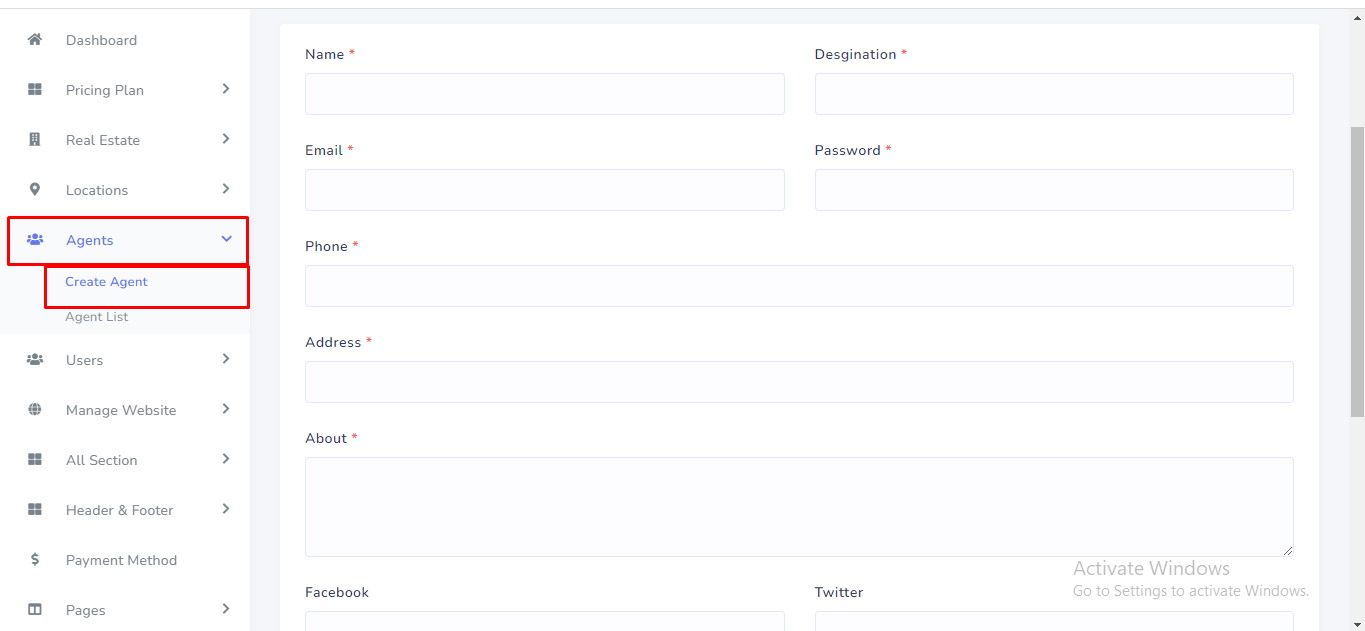 Dashboard
Pricing Plan
Real Estate
Locations
Agents
Create Agent
Agent List
Users
Manage Website
All Section
Header & Footer
Payment Method
Pages
Name *
Desgination *
Email *
Password *
Phone *
Address *
About *
Facebook
Twitter
Activate Windows
Go to Settings to activate Windows.